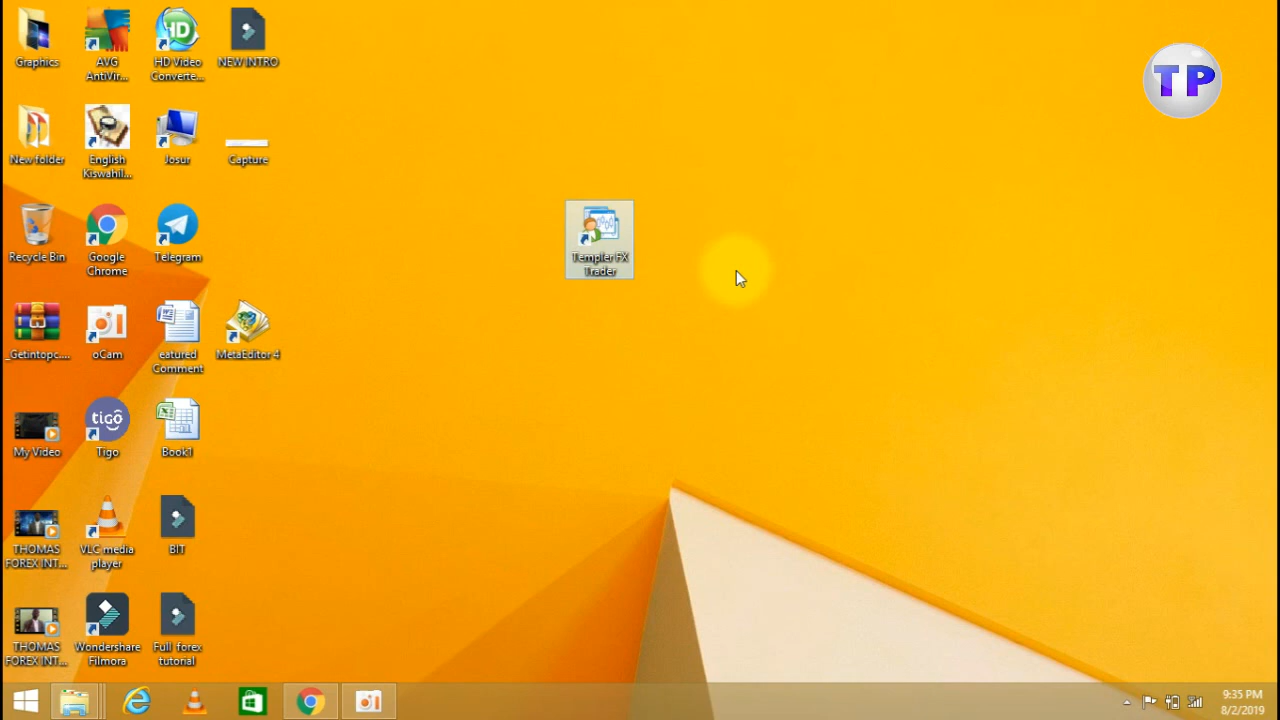 Graphics
AVG
AntiVir...
HD Video
Converte...
NEW INTRO
TP
New folder
English
Kiswahil...
Josur
Capture
Recycle Bin
Google
Chrome
Telegram
Templer FX
Trader
_Getintopc....
oCam
eatured
Comment
MetaEditor 4
My Video
tigo
Tigo
Book1
THOMAS
FOREX INT...
VLC media
player
BIT
THOMAS
FOREX INT...
Wondershare
Filmora
Full forex
tutorial
9:35 PM
8/2/2019